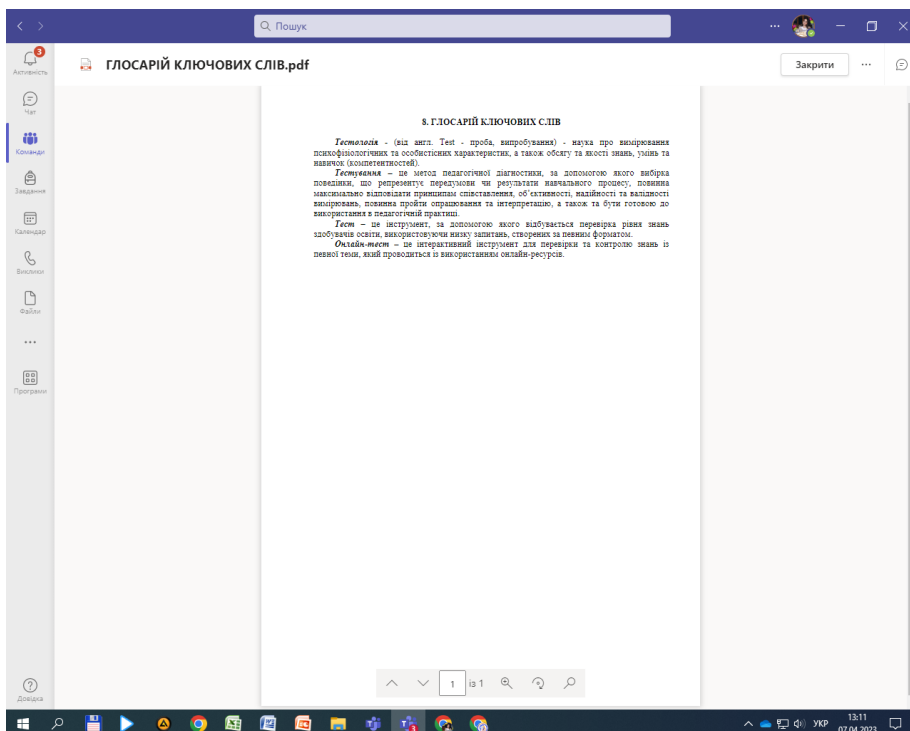 Пошук
...
3
Активність
ГЛОСАРІЙ КЛЮЧОВИХ СЛІВ.pdf
Закрити
...
Чат
Команди
Завдання
Календар
Виклики
Файли
...
Програми
8. ГЛОСАРІЙ КЛЮЧОВИХ СЛІВ
Тестологія - (від англ. Test - проба, випробування) - наука про вимірювання
психофізіологічних та особистісних характеристик, а також обсягу та якості знань, умінь та
навичок (компетентностей).
Тестування – це метод педагогічної діагностики, за допомогою якого вибірка
поведінки, що репрезентує передумови чи результати навчального процесу, повинна
максимально відповідати принципам співставлення, об’єктивності, надійності та валідності
вимірювань, повинна пройти опрацювання та інтерпретацію, а також та бути готовою до
використання в педагогічній практиці.
Тест – це інструмент, за допомогою якого відбувається перевірка рівня знань
здобувачів освіти, використовуючи низку запитань, створених за певним форматом.
Онлайн-тест – це інтерактивний інструмент для перевірки та контролю знань із
певної теми, який проводиться із використанням онлайн-ресурсів.
1 із 1
Довідка
УКР
13:11
07.04.2023